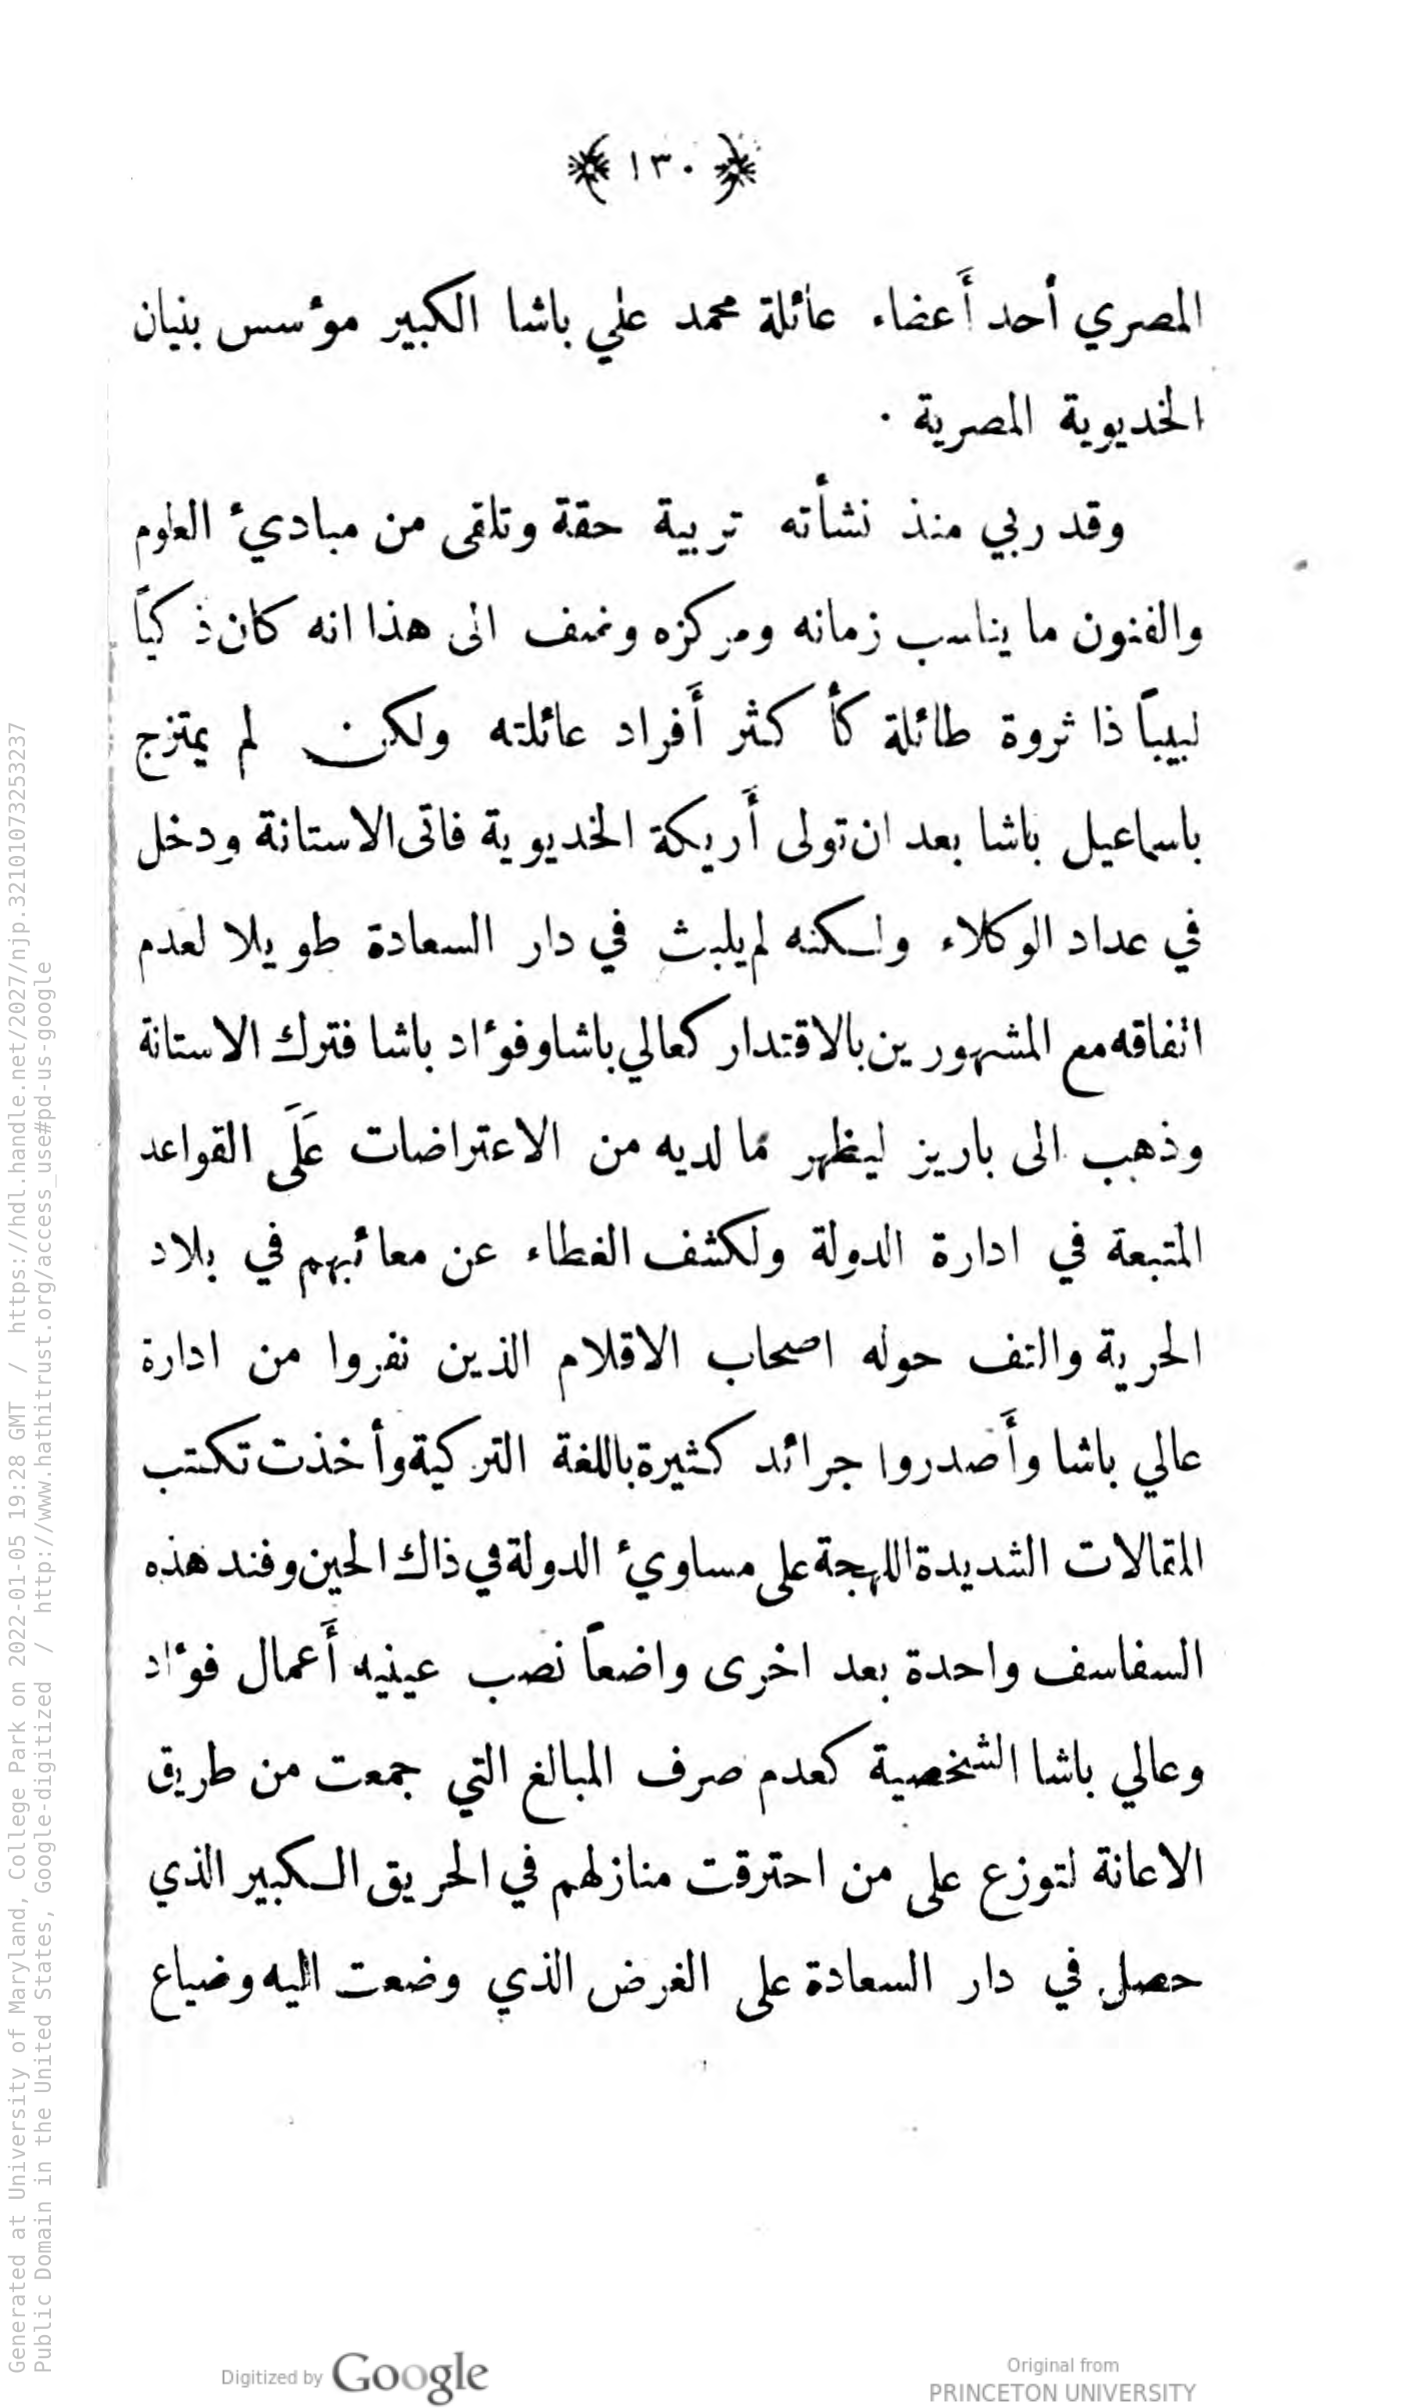 ﴿ ١٣٠ ﴾
المصري أحد أَعضاء عائلة محمد علي باشا الكبير مؤسس بنيان
الخديوية المصرية ٠
وقد ربي منذ نشأته تربية حقة وتلقى من مبادئ العلوم
والفنون ما يناسب زمانه ومركزه ونضف الى هذا انه كان ذكياً
لبيباً ذا ثروة طائلة كأكثر أَفراد عائلته ولكن لم يمتزج
باسماعيل باشا بعد ان تولى أَريكة الخديوية فاتى الاستانة ودخل
في عداد الوكلاء ولكنه لم يلبث في دار السعادة طويلا لعدم
اتفاقه مع المشهورين بالاقتدار كعالي باشا وفؤاد باشا فترك الاستانة
وذهب الى باريز ليظهر ما لديه من الاعتراضات عَلَى القواعد
المتبعة في ادارة الدولة ولكشف الغطاء عن معائبهم في بلاد
الحرية والتف حوله اصحاب الاقلام الذين نفروا من ادارة
عالي باشا وأَصدروا جرائد كثيرة باللغة التركية وأخذت تكتب
المقالات الشديدة اللهجة على مساوئ الدولة في ذاك الحين وفند هذه
السفاسف واحدة بعد اخرى واضعاً نصب عينيه أَعمال فؤاد
وعالي باشا الشخصية كعدم صرف المبالغ التي جمعت من طريق
الاعانة لتوزع على من احترقت منازلهم في الحريق الكبير الذي
حصل في دار السعادة على الغرض الذي وضعت اليه وضياع
Generated at University of Maryland, College Park on 2022-01-05 19:28 GMT / https://hdl.handle.net/2027/njp.32101073253237
Public Domain in the United States, Google-digitized / http://www.hathitrust.org/access_use#pd-us-google
Digitized by Google
Original from
PRINCETON UNIVERSITY